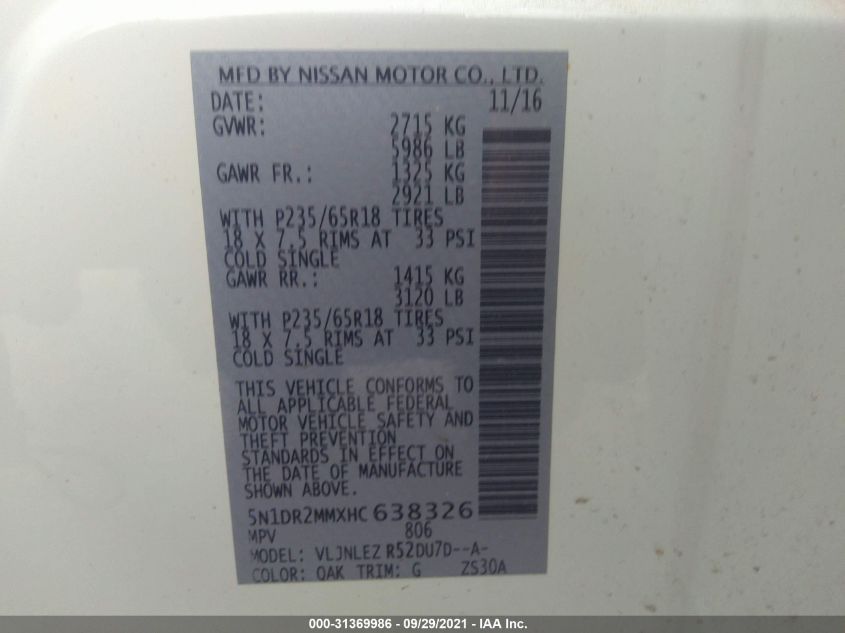 MFD BY NISSAN MOTOR CO., LTD.
DATE: 11/16
GVWR: 2715 KG
5986 LB
GAWR FR.: 1325 KG
2921 LB
WITH P235/65R18 TIRES
18 X 7.5 RIMS AT 33 PSI
COLD SINGLE
GAWR RR.: 1415 KG
3120 LB
WITH P235/65R18 TIRES
18 X 7.5 RIMS AT 33 PSI
COLD SINGLE
THIS VEHICLE CONFORMS TO
ALL APPLICABLE FEDERAL
MOTOR VEHICLE SAFETY AND
THEFT PREVENTION
STANDARDS IN EFFECT ON
THE DATE OF MANUFACTURE
SHOWN ABOVE.
5N1DR2MMXHC638326
MPV 806
MODEL: VLJNLEZ R52DU7D--A-
COLOR: QAK TRIM: G ZS30A
000-31369986 - 09/29/2021 - IAA Inc.